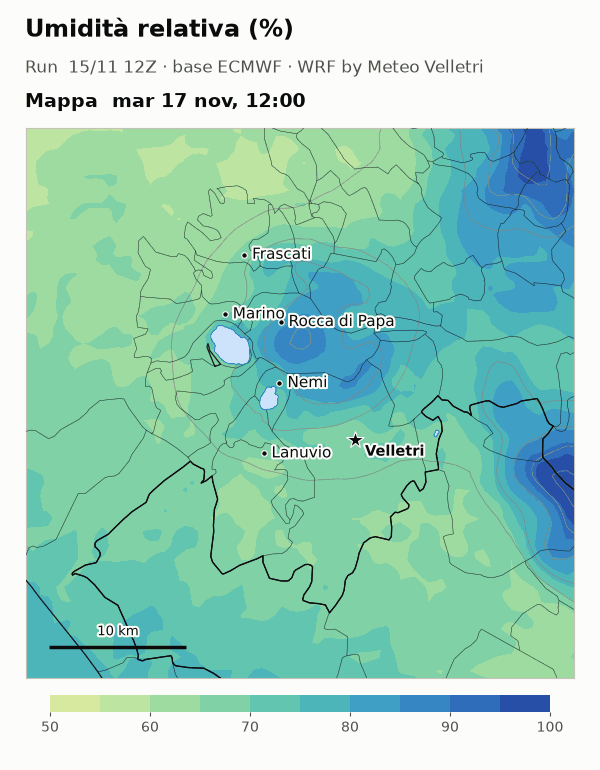 Umidità relativa (%)
Run  15/11 12Z · base ECMWF · WRF by Meteo Velletri
Mappa  mar 17 nov, 12:00
Frascati
Marino
Rocca di Papa
Nemi
Velletri
Lanuvio
10 km
50 60 70 80 90 100